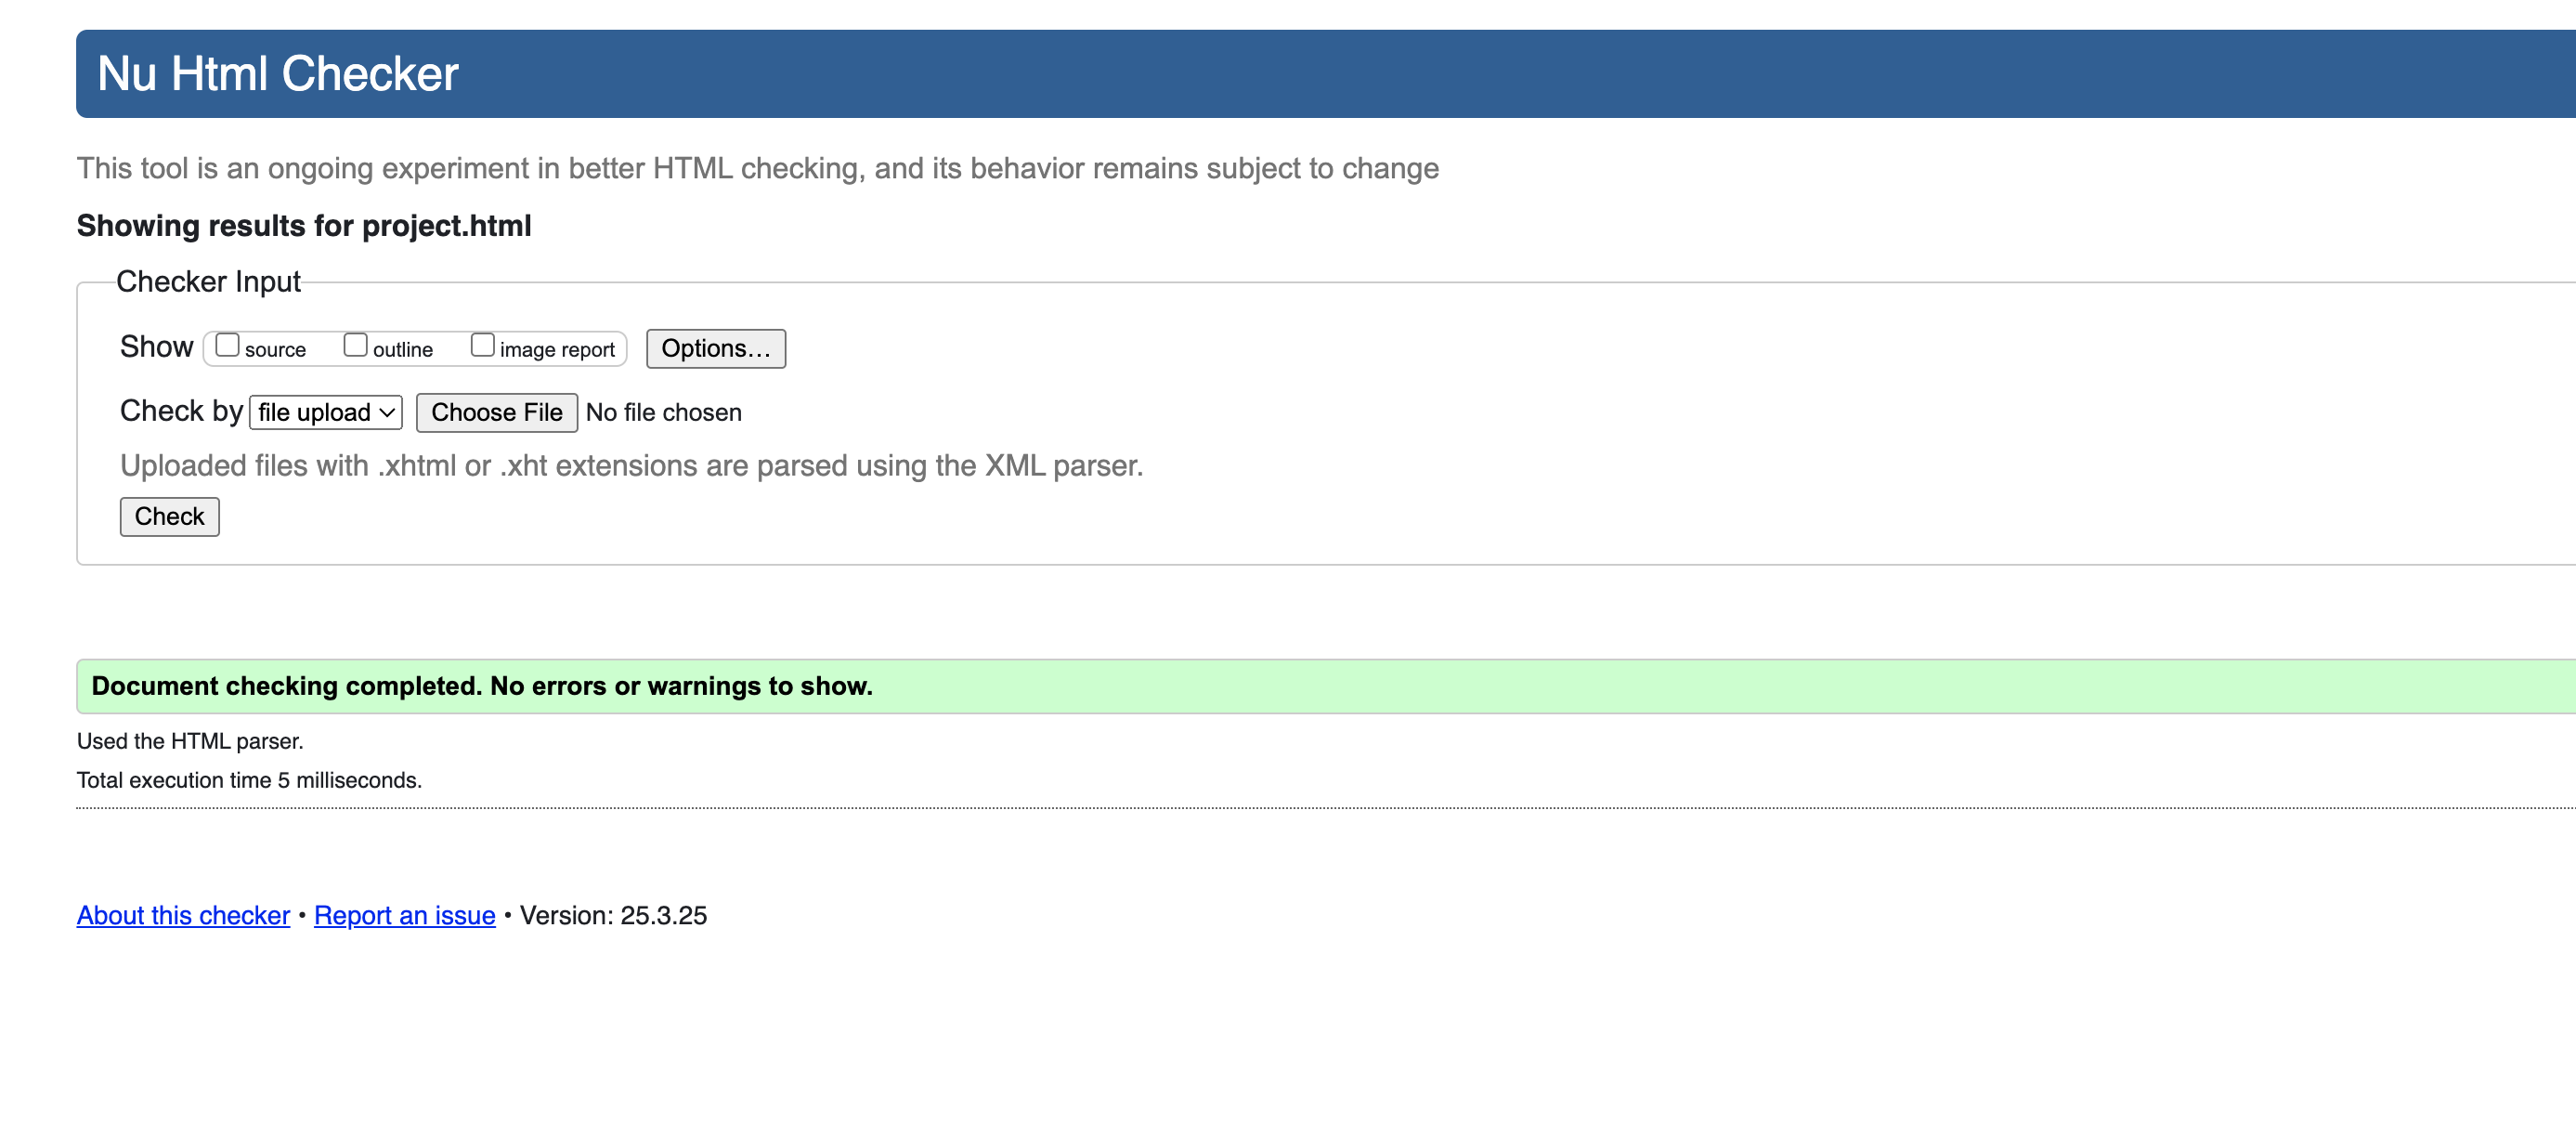 Nu Html Checker
This tool is an ongoing experiment in better HTML checking, and its behavior remains subject to change
Showing results for project.html
Checker Input
Show source outline image report Options…
Check by file upload Choose File No file chosen
Uploaded files with .xhtml or .xht extensions are parsed using the XML parser.
Check
Document checking completed. No errors or warnings to show.
Used the HTML parser.
Total execution time 5 milliseconds.
About this checker • Report an issue • Version: 25.3.25